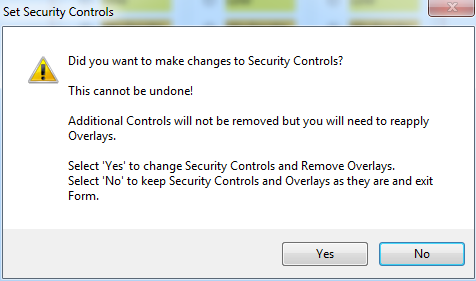 Set Security Controls
Did you want to make changes to Security Controls?
This cannot be undone!
Additional Controls will not be removed but you will need to reapply
Overlays.
Select 'Yes' to change Security Controls and Remove Overlays.
Select 'No' to keep Security Controls and Overlays as they are and exit
Form.
Yes
No